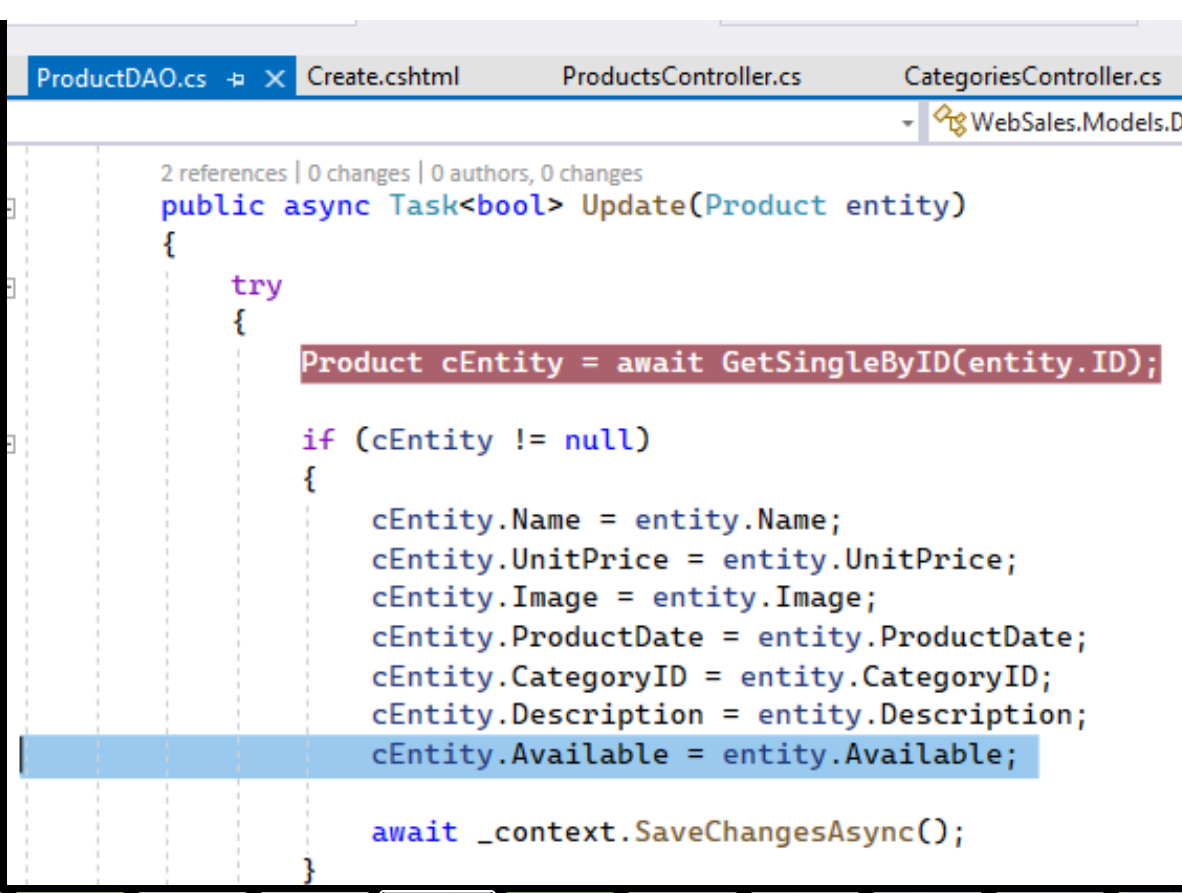 ProductDAO.cs Create.cshtml ProductsController.cs CategoriesController.cs
WebSales.Models.D
2 references | 0 changes | 0 authors, 0 changes
public async Task<bool> Update(Product entity)
{
try
{
Product cEntity = await GetSingleByID(entity.ID);
if (cEntity != null)
{
cEntity.Name = entity.Name;
cEntity.UnitPrice = entity.UnitPrice;
cEntity.Image = entity.Image;
cEntity.ProductDate = entity.ProductDate;
cEntity.CategoryID = entity.CategoryID;
cEntity.Description = entity.Description;
cEntity.Available = entity.Available;
await _context.SaveChangesAsync();
}